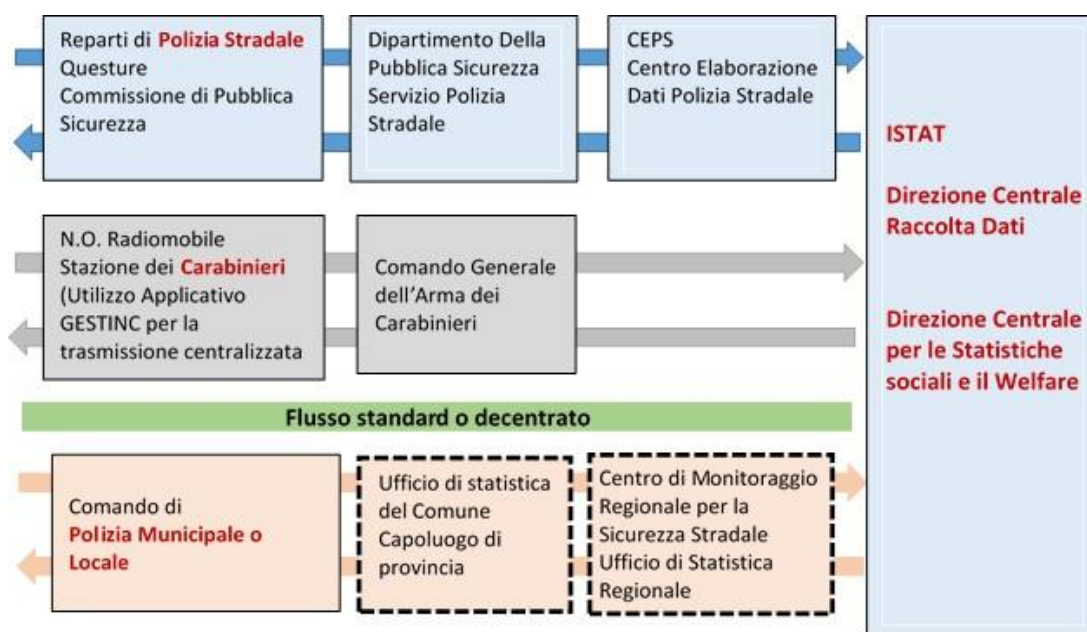 Reparti di Polizia Stradale
Questure
Commissione di Pubblica
Sicurezza
Dipartimento Della
Pubblica Sicurezza
Servizio Polizia
Stradale
CEPS
Centro Elaborazione
Dati Polizia Stradale
ISTAT
Direzione Centrale
Raccolta Dati
Direzione Centrale
per le Statistiche
sociali e il Welfare
N.O. Radiomobile
Stazione dei Carabinieri
(Utilizzo Applicativo
GESTINC per la
trasmissione centralizzata
Comando Generale
dell'Arma dei
Carabinieri
Flusso standard o decentrato
Comando di
Polizia Municipale o
Locale
Ufficio di statistica
del Comune
Capoluogo di
provincia
Centro di Monitoraggio
Regionale per la
Sicurezza Stradale
Ufficio di Statistica
Regionale